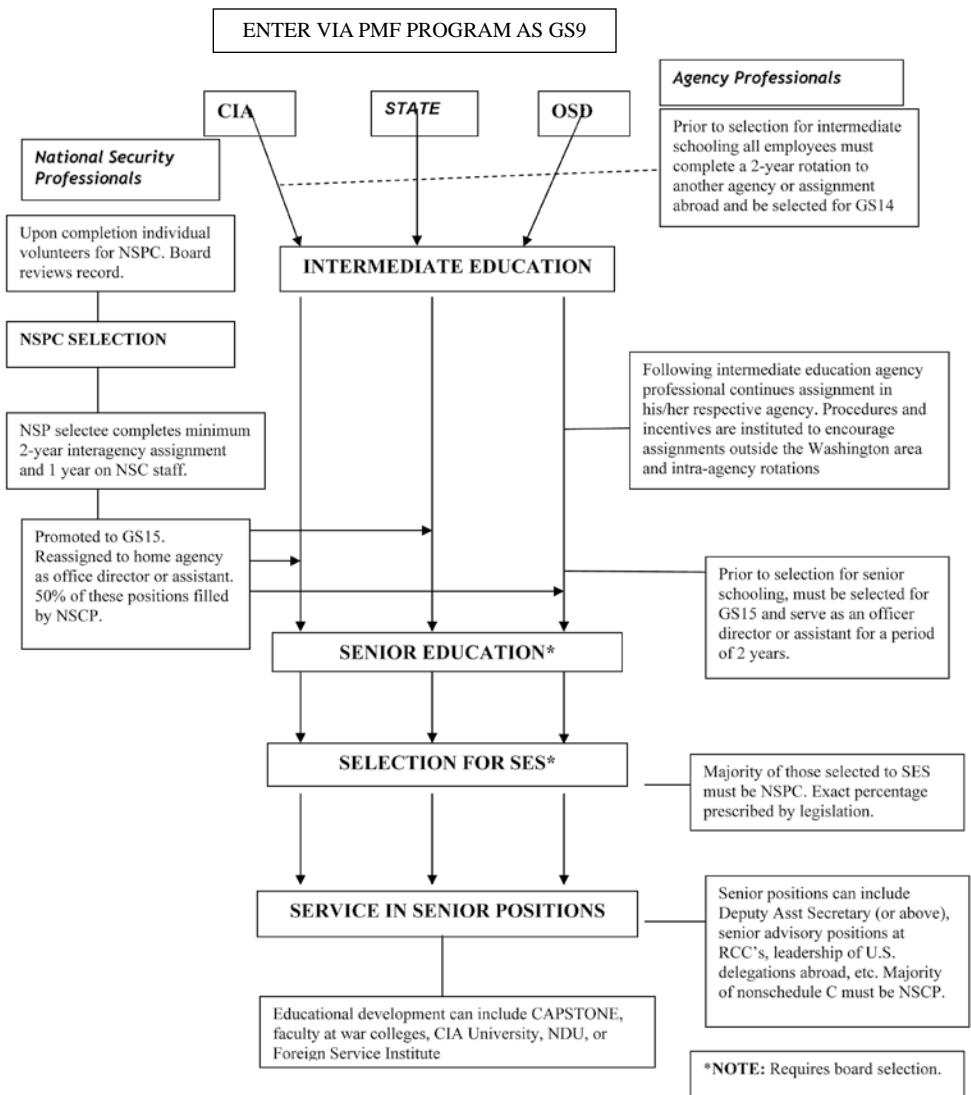 ENTER VIA PMF PROGRAM AS GS9
Agency Professionals
CIA
STATE
OSD
Prior to selection for intermediate
schooling all employees must
complete a 2-year rotation to
another agency or assignment
abroad and be selected for GS14
National Security
Professionals
Upon completion individual
volunteers for NSPC. Board
reviews record.
INTERMEDIATE EDUCATION
NSPC SELECTION
Following intermediate education agency
professional continues assignment in
his/her respective agency. Procedures and
incentives are instituted to encourage
assignments outside the Washington area
and intra-agency rotations
NSP selectee completes minimum
2-year interagency assignment
and 1 year on NSC staff.
Promoted to GS15.
Reassigned to home agency
as office director or assistant.
50% of these positions filled
by NSCP.
Prior to selection for senior
schooling, must be selected for
GS15 and serve as an officer
director or assistant for a period
of 2 years.
SENIOR EDUCATION*
SELECTION FOR SES*
Majority of those selected to SES
must be NSPC. Exact percentage
prescribed by legislation.
SERVICE IN SENIOR POSITIONS
Senior positions can include
Deputy Asst Secretary (or above),
senior advisory positions at
RCC's, leadership of U.S.
delegations abroad, etc. Majority
of nonschedule C must be NSCP.
Educational development can include CAPSTONE,
faculty at war colleges, CIA University, NDU, or
Foreign Service Institute
*NOTE: Requires board selection.